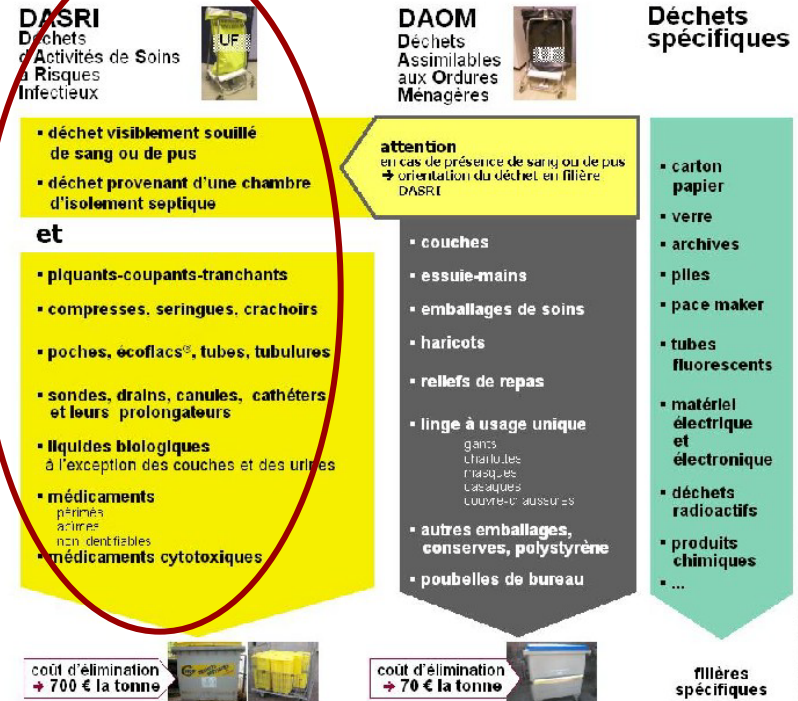 DASRI
Déchets
d'Activités de Soins
à Risques
Infectieux
UF
▪ déchet visiblement souillé
de sang ou de pus
▪ déchet provenant d'une chambre
d'isolement septique
et
▪ piquants-coupants-tranchants
▪ compresses, seringues, crachoirs
▪ poches, écoflacs®, tubes, tubulures
▪ sondes, drains, canules, cathéters
et leurs prolongateurs
▪ liquides biologiques
à l'exception des couches et des urines
▪ médicaments
périmés
non identifiables
▪ médicaments cytotoxiques
coût d'élimination
→ 700 € la tonne
DAOM
Déchets
Assimilables
aux Ordures
Ménagères
UF
attention
en cas de présence de sang ou de pus
→ orientation du déchet en filière
DASRI
▪ couches
▪ essuie-mains
▪ emballages de soins
▪ haricots
▪ reliefs de repas
▪ linge à usage unique
gants
charlottes
masques
casaques
couvre-chaussures
▪ autres emballages,
conserves, polystyrène
▪ poubelles de bureau
coût d'élimination
→ 70 € la tonne
Déchets
spécifiques
▪ carton
papier
▪ verre
▪ archives
▪ piles
▪ pace maker
▪ tubes
fluorescents
▪ matériel
électrique
et
électronique
▪ déchets
radioactifs
▪ produits
chimiques
▪ ...
filières
spécifiques